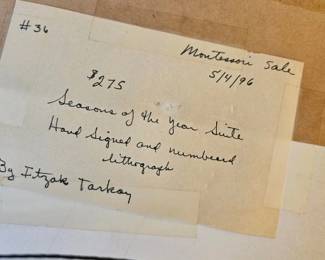 #36
Montessori Sale
5/4/96
$275
Seasons of the Year Suite
Hand Signed and numbered
lithograph
By Itzak Tarkay